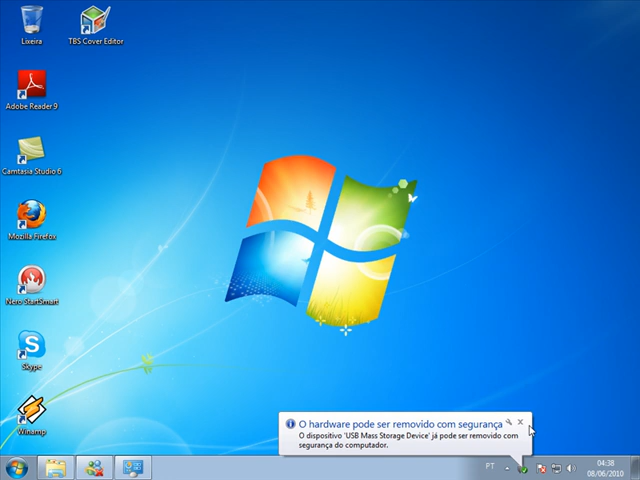 Lixeira
TBS Cover Editor
Adobe Reader 9
Camtasia Studio 6
Mozilla Firefox
Nero StartSmart
Skype
Winamp
O hardware pode ser removido com segurança
O dispositivo 'USB Mass Storage Device' já pode ser removido com
segurança do computador.
PT
04:38
08/06/2010